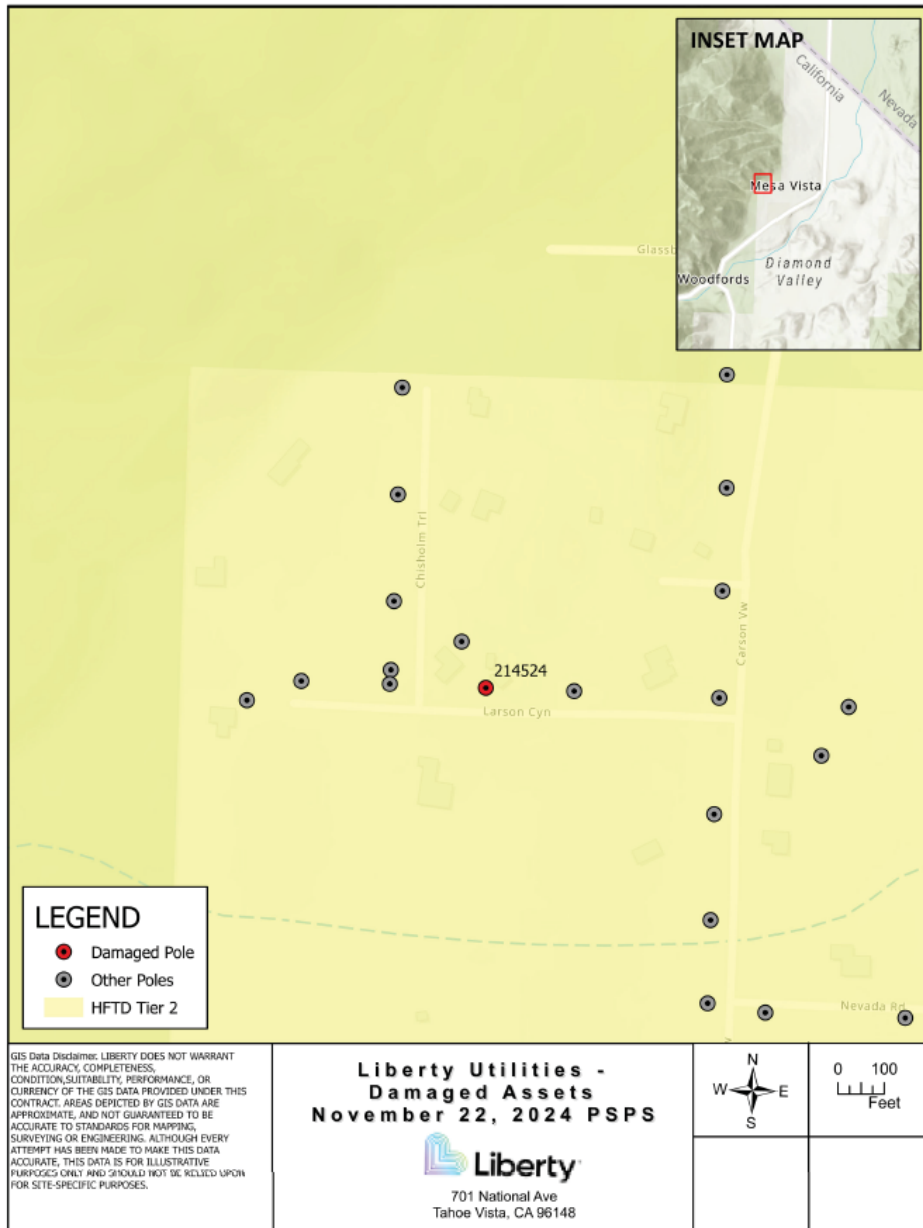 INSET MAP
California
Nevada
Mesa Vista
Woodfords
Diamond
Valley
Chisholm Trl
Carson Vw
214524
Larson Cyn
Nevada Rd
LEGEND
Damaged Pole
Other Poles
HFTD Tier 2
GIS Data Disclaimer: LIBERTY DOES NOT WARRANT
THE ACCURACY, COMPLETENESS,
CONDITION,SUITABILITY, PERFORMANCE, OR
CURRENCY OF THE GIS DATA PROVIDED UNDER THIS
CONTRACT. AREAS DEPICTED BY GIS DATA ARE
APPROXIMATE, AND NOT GUARANTEED TO BE
ACCURATE TO STANDARDS FOR MAPPING,
SURVEYING OR ENGINEERING. ALTHOUGH EVERY
ATTEMPT HAS BEEN MADE TO MAKE THIS DATA
ACCURATE, THIS DATA IS FOR ILLUSTRATIVE
PURPOSES ONLY AND SHOULD NOT BE RELIED UPON
FOR SITE-SPECIFIC PURPOSES.
Liberty Utilities -
Damaged Assets
November 22, 2024 PSPS
Liberty
701 National Ave
Tahoe Vista, CA 96148
N
W E
S
0 100
Feet